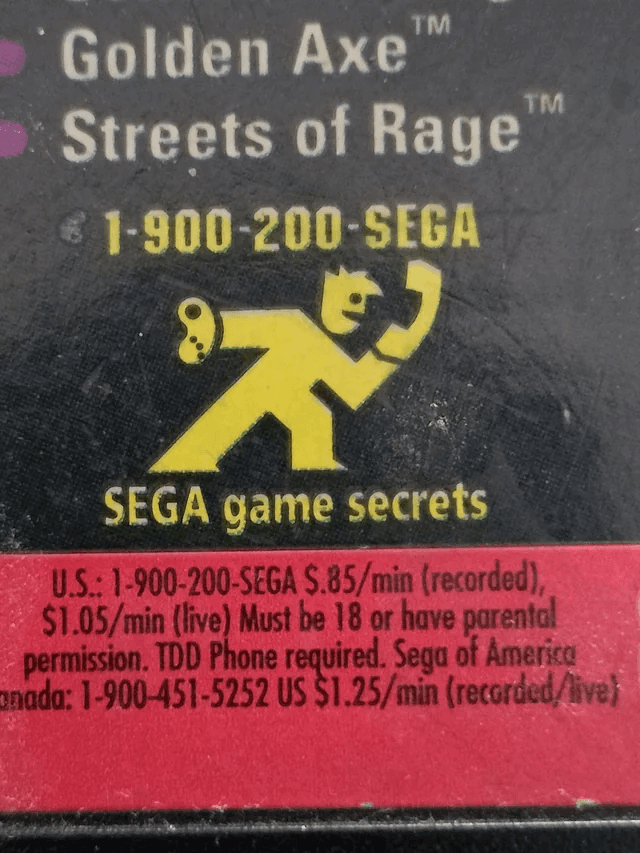 Golden Axe™
Streets of Rage™
1-900-200-SEGA
SEGA game secrets
U.S.: 1-900-200-SEGA $.85/min (recorded),
$1.05/min (live) Must be 18 or have parental
permission. TDD Phone required. Sega of America
anada: 1-900-451-5252 US $1.25/min (recorded/live)